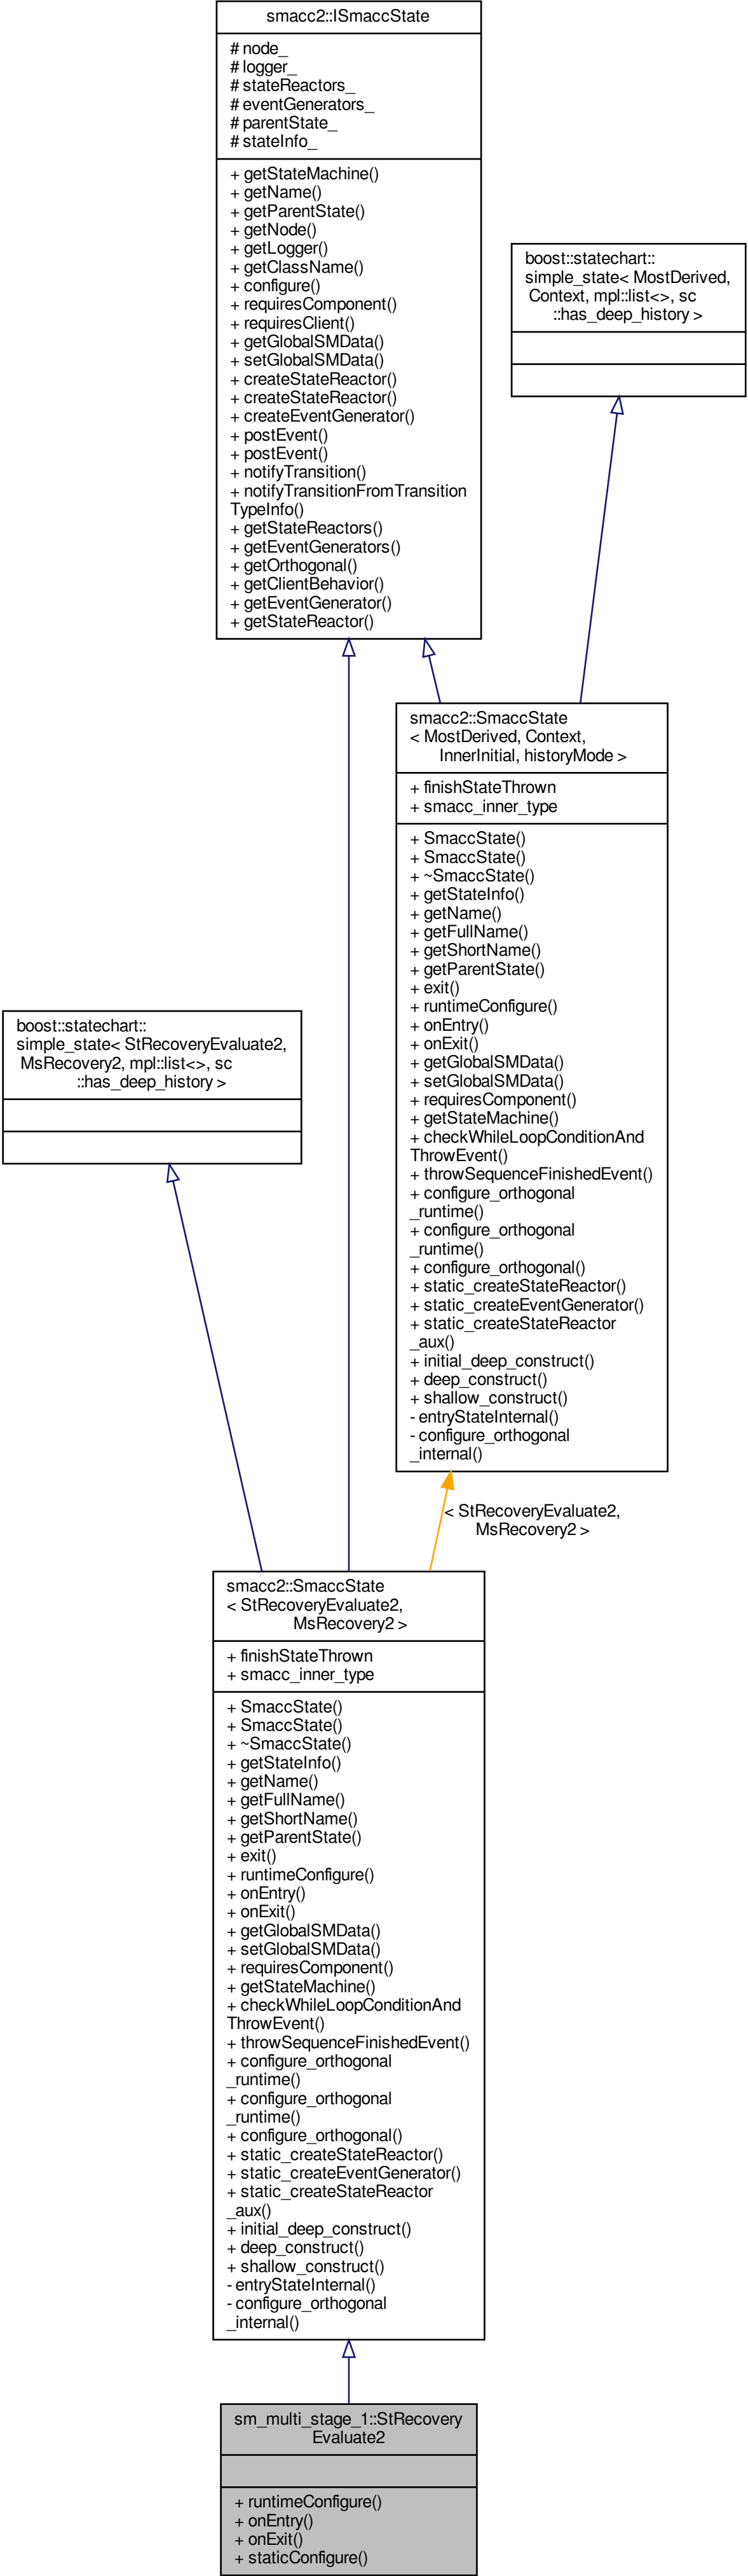 smacc2::ISmaccState
# node_
# logger_
# stateReactors_
# eventGenerators_
# parentState_
# stateInfo_
+ getStateMachine()
+ getName()
+ getParentState()
+ getNode()
+ getLogger()
+ getClassName()
+ configure()
+ requiresComponent()
+ requiresClient()
+ getGlobalSMData()
+ setGlobalSMData()
+ createStateReactor()
+ createStateReactor()
+ createEventGenerator()
+ postEvent()
+ postEvent()
+ notifyTransition()
+ notifyTransitionFromTransition
TypeInfo()
+ getStateReactors()
+ getEventGenerators()
+ getOrthogonal()
+ getClientBehavior()
+ getEventGenerator()
+ getStateReactor()
boost::statechart::
simple_state< MostDerived,
Context, mpl::list<>, sc
::has_deep_history >
smacc2::SmaccState
< MostDerived, Context,
InnerInitial, historyMode >
+ finishStateThrown
+ smacc_inner_type
+ SmaccState()
+ SmaccState()
+ ~SmaccState()
+ getStateInfo()
+ getName()
+ getFullName()
+ getShortName()
+ getParentState()
+ exit()
+ runtimeConfigure()
+ onEntry()
+ onExit()
+ getGlobalSMData()
+ setGlobalSMData()
+ requiresComponent()
+ getStateMachine()
+ checkWhileLoopConditionAnd
ThrowEvent()
+ throwSequenceFinishedEvent()
+ configure_orthogonal
_runtime()
+ configure_orthogonal
_runtime()
+ configure_orthogonal()
+ static_createStateReactor()
+ static_createEventGenerator()
+ static_createStateReactor
_aux()
+ initial_deep_construct()
+ deep_construct()
+ shallow_construct()
- entryStateInternal()
- configure_orthogonal
_internal()
boost::statechart::
simple_state< StRecoveryEvaluate2,
MsRecovery2, mpl::list<>, sc
::has_deep_history >
< StRecoveryEvaluate2,
MsRecovery2 >
smacc2::SmaccState
< StRecoveryEvaluate2,
MsRecovery2 >
+ finishStateThrown
+ smacc_inner_type
+ SmaccState()
+ SmaccState()
+ ~SmaccState()
+ getStateInfo()
+ getName()
+ getFullName()
+ getShortName()
+ getParentState()
+ exit()
+ runtimeConfigure()
+ onEntry()
+ onExit()
+ getGlobalSMData()
+ setGlobalSMData()
+ requiresComponent()
+ getStateMachine()
+ checkWhileLoopConditionAnd
ThrowEvent()
+ throwSequenceFinishedEvent()
+ configure_orthogonal
_runtime()
+ configure_orthogonal
_runtime()
+ configure_orthogonal()
+ static_createStateReactor()
+ static_createEventGenerator()
+ static_createStateReactor
_aux()
+ initial_deep_construct()
+ deep_construct()
+ shallow_construct()
- entryStateInternal()
- configure_orthogonal
_internal()
sm_multi_stage_1::StRecovery
Evaluate2
+ runtimeConfigure()
+ onEntry()
+ onExit()
+ staticConfigure()